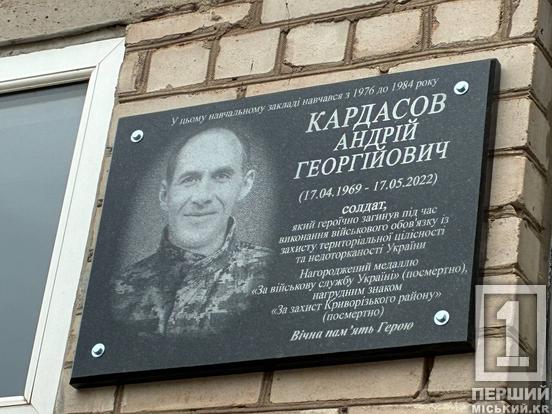 У цьому навчальному закладі навчався з 1976 до 1984 року
КАРДАСОВ
АНДРІЙ
ГЕОРГІЙОВИЧ
(17.04.1969 - 17.05.2022)
солдат,
який героїчно загинув під час
виконання військового обов'язку із
захисту територіальної цілісності
та недоторканості України
Нагороджений медаллю
«За військову службу Україні» (посмертно),
нагрудним знаком
«За захист Криворізького району»
(посмертно)
Вічна пам'ять Герою
1
ПЕРШИЙ
МІСЬКИЙ.KR